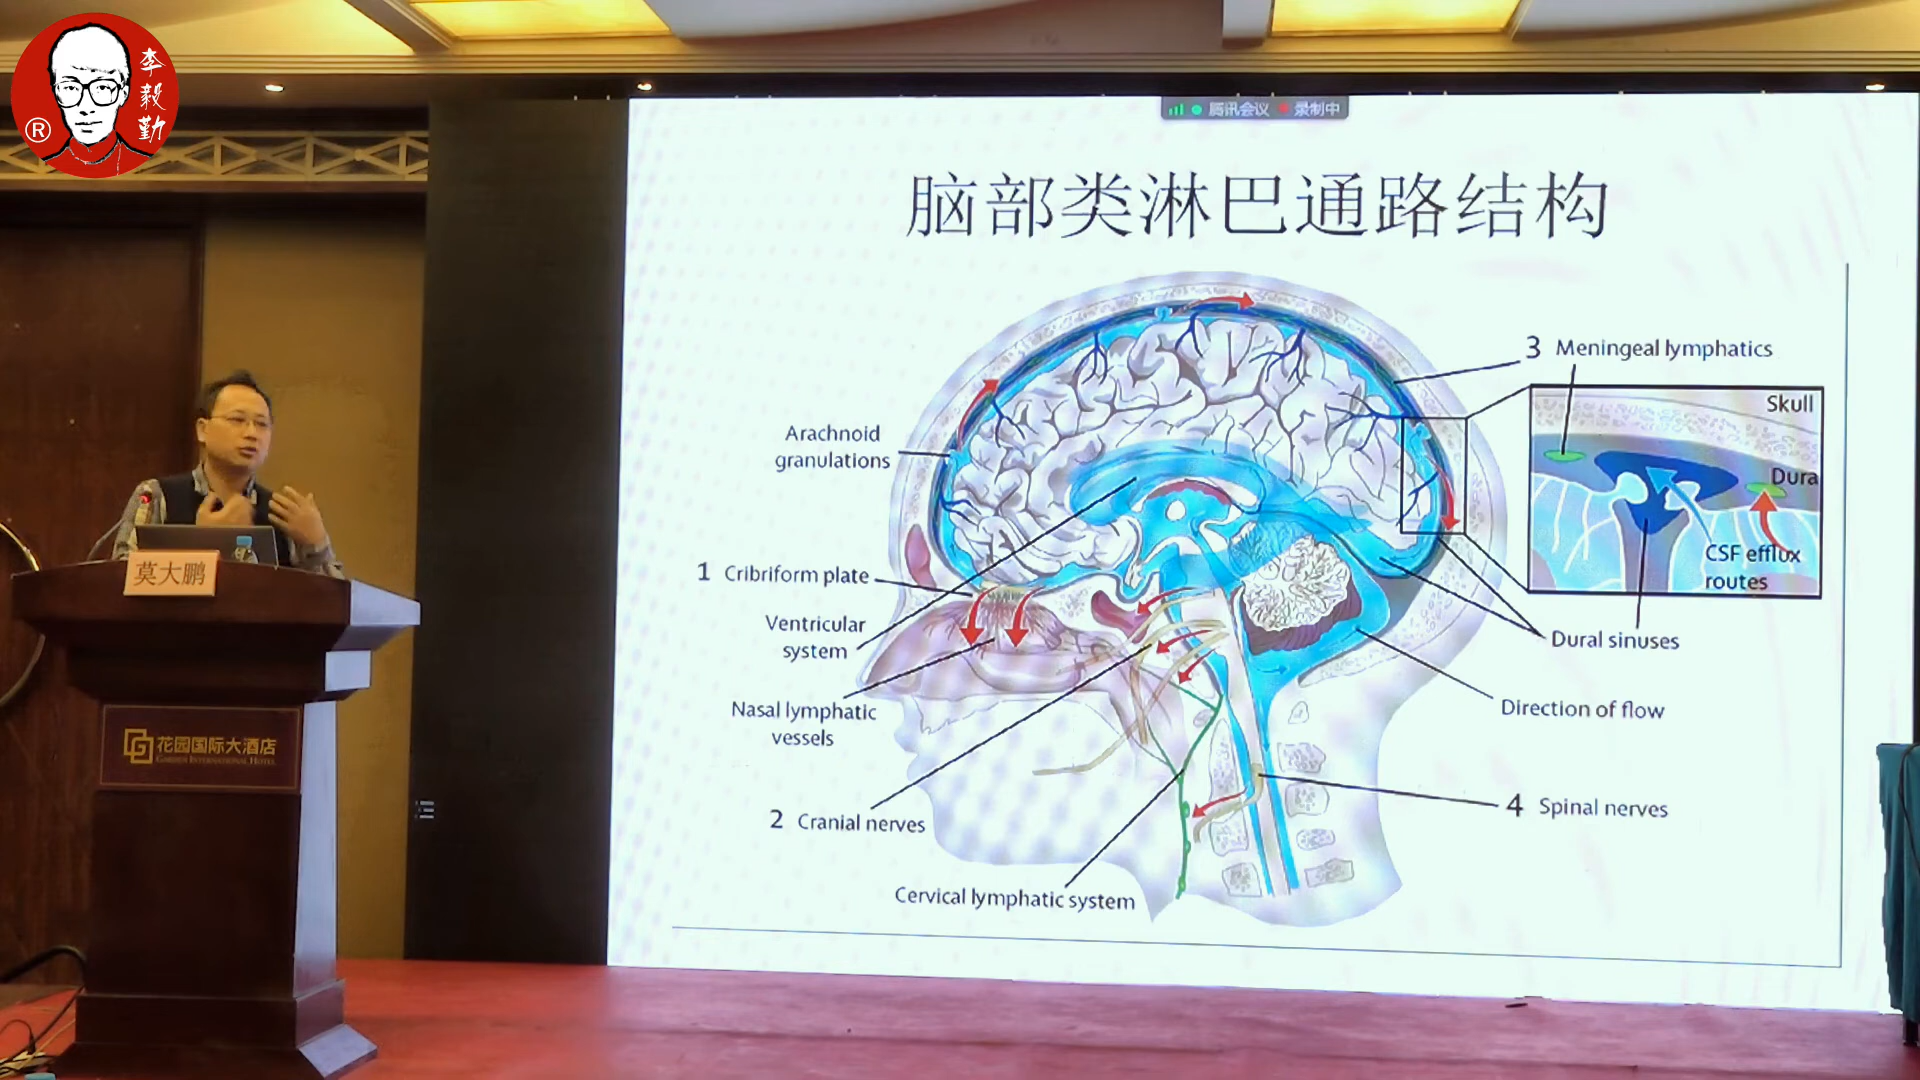 李毅勤
®
腾讯会议 录制中
脑部类淋巴通路结构
3 Meningeal lymphatics
Skull
Dura
CSF efflux
routes
Arachnoid
granulations
1 Cribriform plate
Ventricular
system
Dural sinuses
Nasal lymphatic
vessels
Direction of flow
2 Cranial nerves
4 Spinal nerves
Cervical lymphatic system
莫大鹏
花园国际大酒店
GARDEN INTERNATIONAL HOTEL